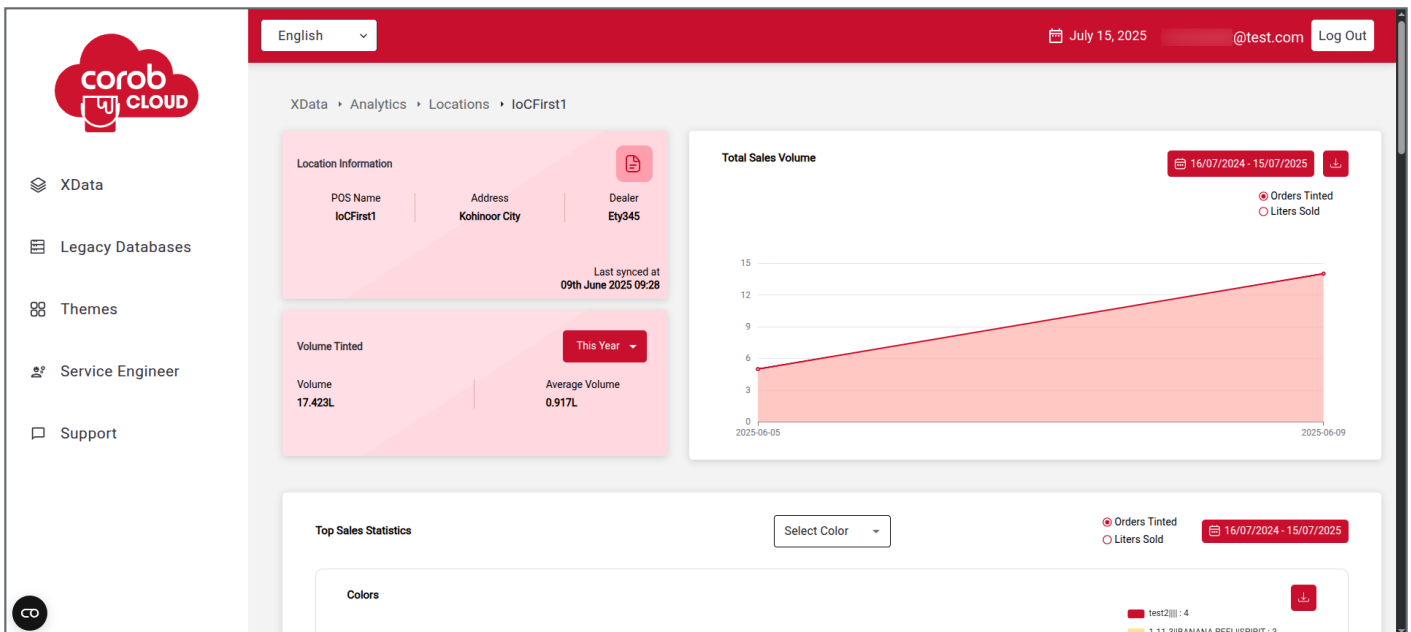 corob
CLOUD
XData
Legacy Databases
Themes
Service Engineer
Support
English
July 15, 2025
@test.com
Log Out
XData Analytics Locations IoCFirst1
Location Information
POS Name Address Dealer
IoCFirst1 Kohinoor City Ety345
Last synced at
09th June 2025 09:28
Volume Tinted
This Year
Volume Average Volume
17.423L 0.917L
Total Sales Volume
16/07/2024 - 15/07/2025
Orders Tinted
Liters Sold
15
12
9
6
3
0
2025-06-05 2025-06-09
Top Sales Statistics
Select Color
Orders Tinted
Liters Sold
16/07/2024 - 15/07/2025
Colors
test2|||| : 4